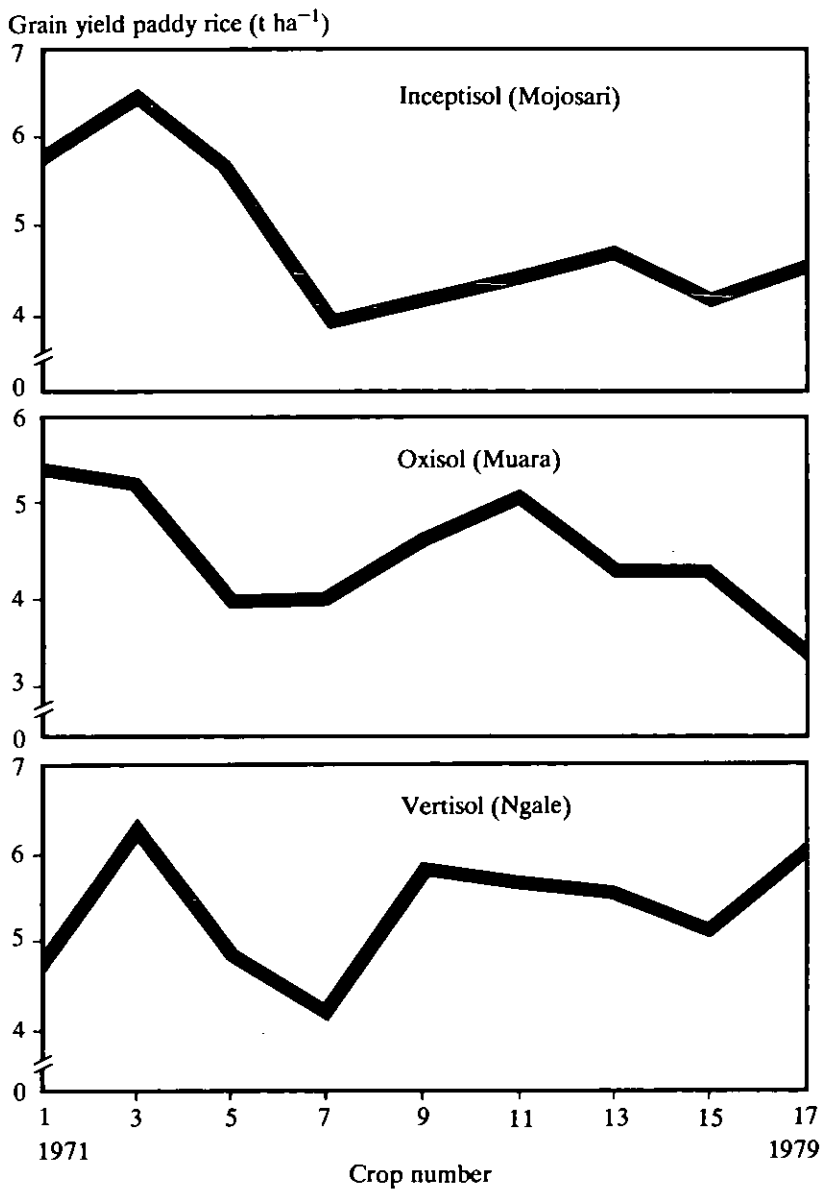 Grain yield paddy rice (t ha⁻¹)
7
Inceptisol (Mojosari)
6
5
4
0
6
Oxisol (Muara)
5
4
3
0
7
Vertisol (Ngale)
6
5
4
0
1 3 5 7 9 11 13 15 17
1971 1979
Crop number